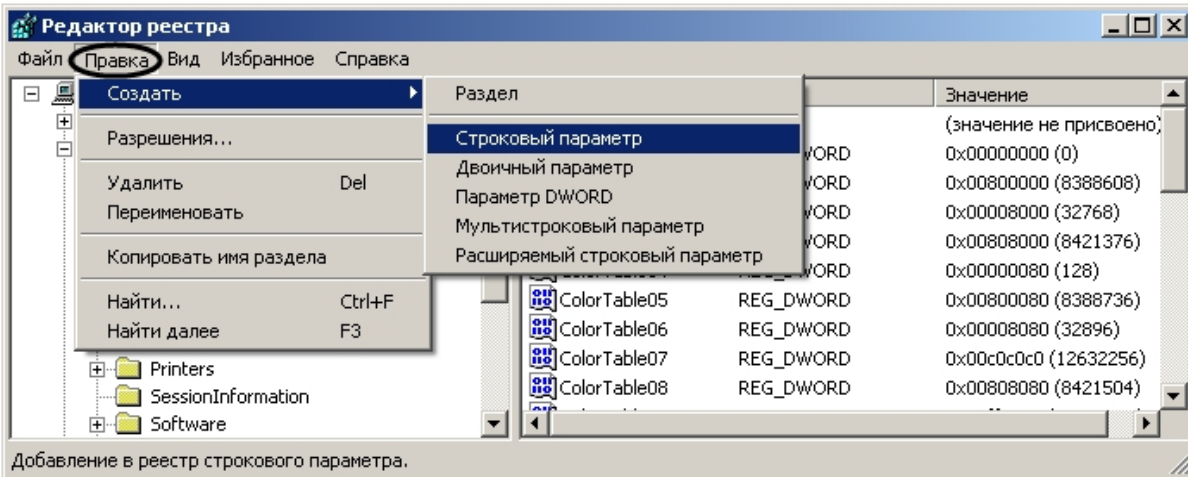 Редактор реестра
Файл Правка Вид Избранное Справка
Создать
Разрешения...
Удалить Del
Переименовать
Копировать имя раздела
Найти... Ctrl+F
Найти далее F3
Раздел
Строковый параметр
Двоичный параметр
Параметр DWORD
Мультистроковый параметр
Расширяемый строковый параметр
Значение
(значение не присвоено)
0x00000000 (0)
0x00800000 (8388608)
0x00008000 (32768)
0x00808000 (8421376)
0x00000080 (128)
ColorTable05 REG_DWORD 0x00800080 (8388736)
ColorTable06 REG_DWORD 0x00008080 (32896)
ColorTable07 REG_DWORD 0x00c0c0c0 (12632256)
ColorTable08 REG_DWORD 0x00808080 (8421504)
Printers
SessionInformation
Software
Добавление в реестр строкового параметра.